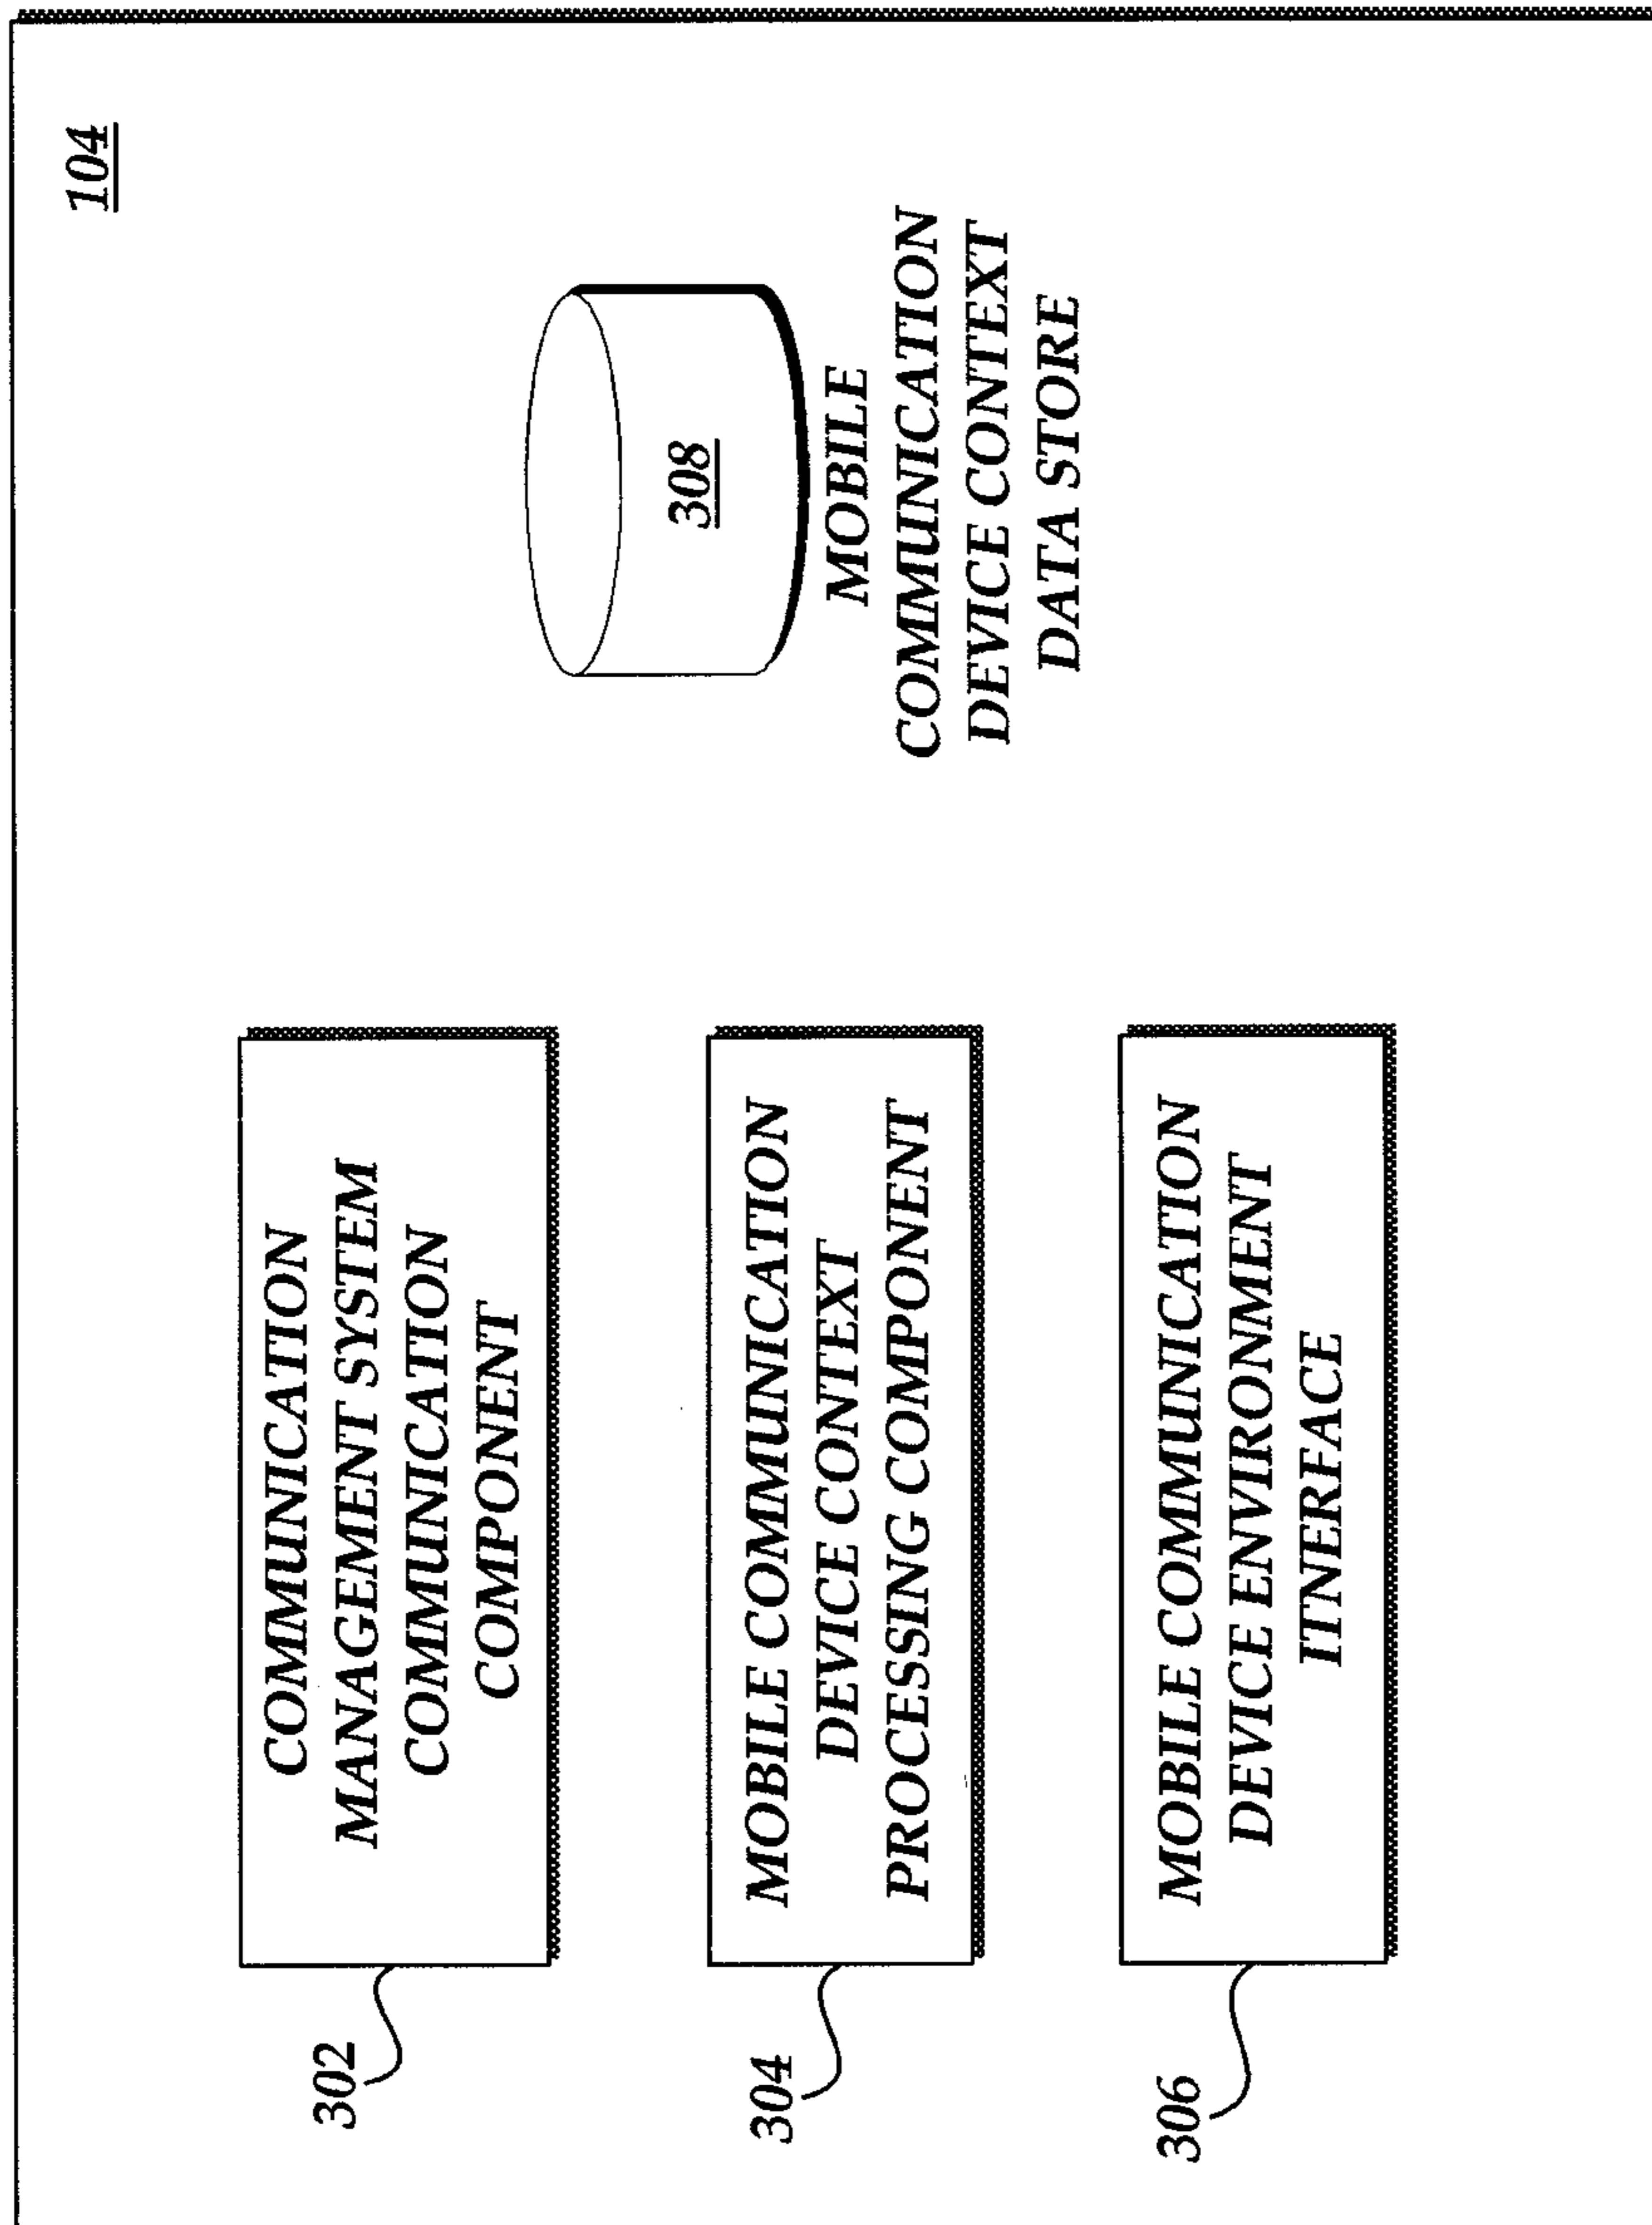 104
302
COMMUNICATION
MANAGEMENT SYSTEM
COMMUNICATION
COMPONENT
304
MOBILE COMMUNICATION
DEVICE CONTEXT
PROCESSING COMPONENT
306
MOBILE COMMUNICATION
DEVICE ENVIRONMENT
ITNERFACE
308
MOBILE
COMMUNICATION
DEVICE CONTEXT
DATA STORE